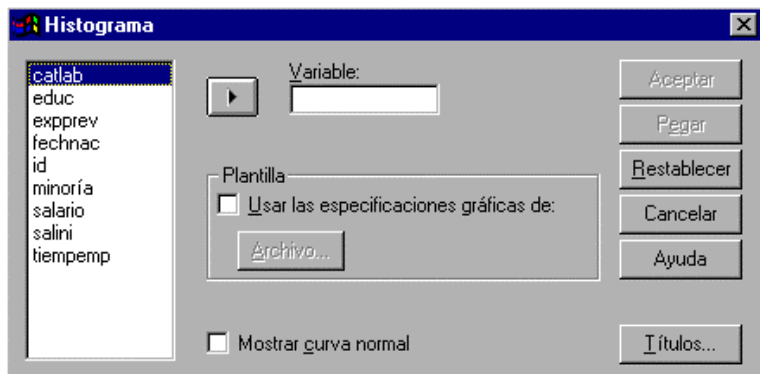 Histograma
catlab
educ
expprev
fechnac
id
minoría
salario
salini
tiempemp
Variable:
Plantilla
Usar las especificaciones gráficas de:
Archivo...
Mostrar curva normal
Aceptar
Pegar
Restablecer
Cancelar
Ayuda
Títulos...